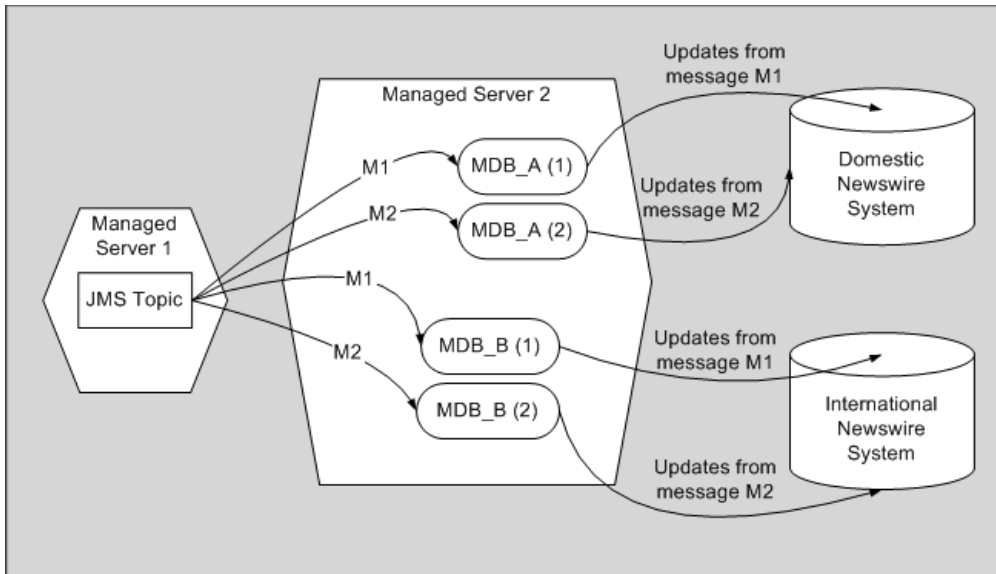 Managed
Server 1
JMS Topic
Managed Server 2
M1
M2
M1
M2
MDB_A (1)
MDB_A (2)
MDB_B (1)
MDB_B (2)
Updates from
message M1
Updates from
message M2
Updates from
message M1
Updates from
message M2
Domestic
Newswire
System
International
Newswire
System